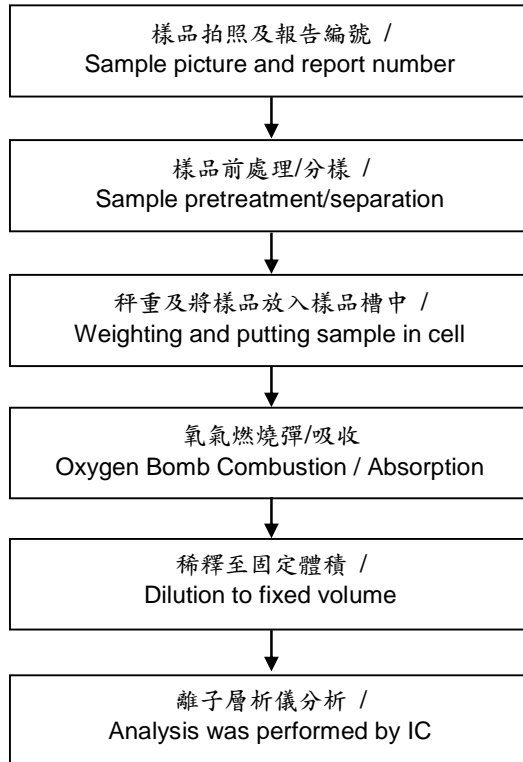 樣品拍照及報告編號 /
Sample picture and report number
樣品前處理/分樣 /
Sample pretreatment/separation
秤重及將樣品放入樣品槽中 /
Weighting and putting sample in cell
氧氣燃燒彈/吸收
Oxygen Bomb Combustion / Absorption
稀釋至固定體積 /
Dilution to fixed volume
離子層析儀分析 /
Analysis was performed by IC